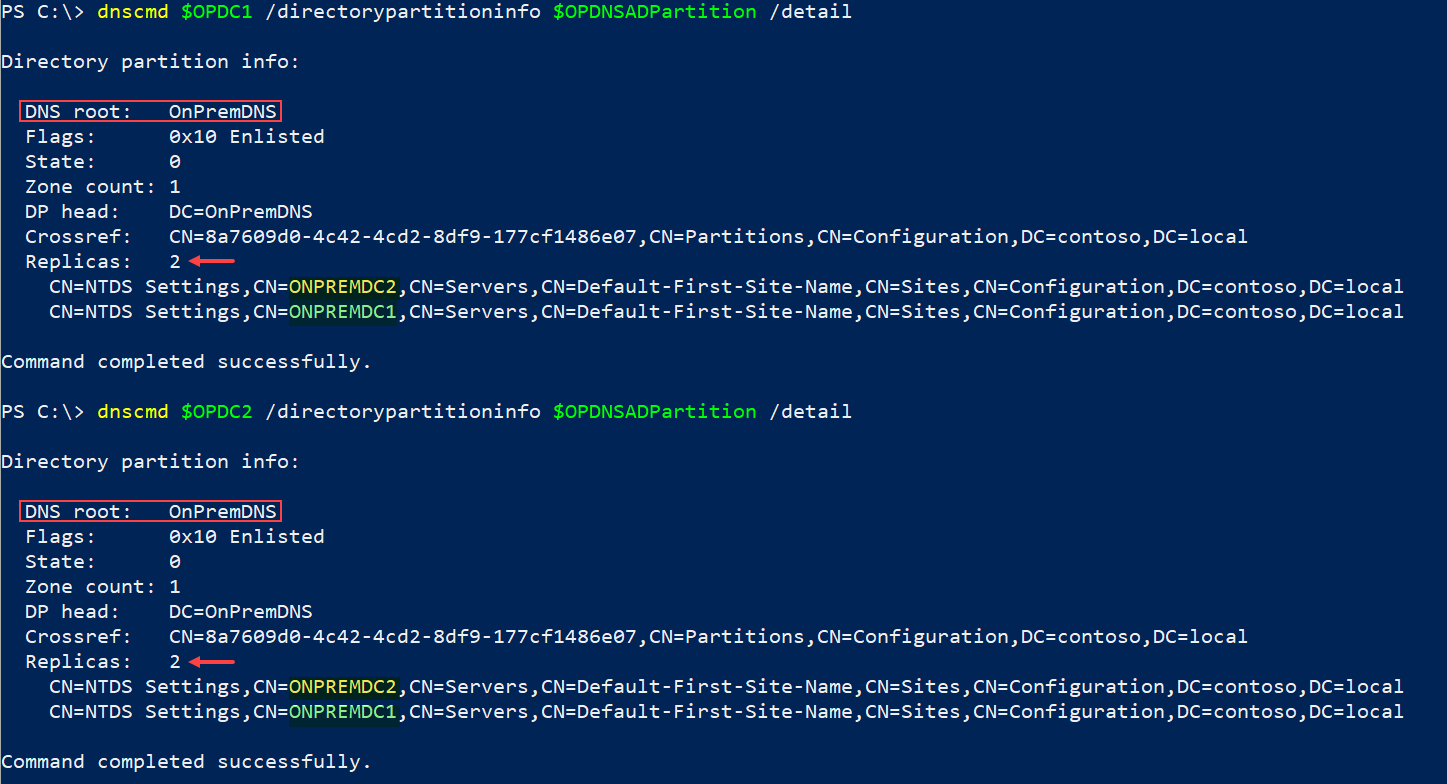 PS C:\> dnscmd $OPDC1 /directorypartitioninfo $OPDNSADPartition /detail
Directory partition info:
DNS root:   OnPremDNS
Flags:      0x10 Enlisted
State:      0
Zone count: 1
DP head:    DC=OnPremDNS
Crossref:   CN=8a7609d0-4c42-4cd2-8df9-177cf1486e07,CN=Partitions,CN=Configuration,DC=contoso,DC=local
Replicas:   2
CN=NTDS Settings,CN=ONPREMDC2,CN=Servers,CN=Default-First-Site-Name,CN=Sites,CN=Configuration,DC=contoso,DC=local
CN=NTDS Settings,CN=ONPREMDC1,CN=Servers,CN=Default-First-Site-Name,CN=Sites,CN=Configuration,DC=contoso,DC=local
Command completed successfully.
PS C:\> dnscmd $OPDC2 /directorypartitioninfo $OPDNSADPartition /detail
Directory partition info:
DNS root:   OnPremDNS
Flags:      0x10 Enlisted
State:      0
Zone count: 1
DP head:    DC=OnPremDNS
Crossref:   CN=8a7609d0-4c42-4cd2-8df9-177cf1486e07,CN=Partitions,CN=Configuration,DC=contoso,DC=local
Replicas:   2
CN=NTDS Settings,CN=ONPREMDC2,CN=Servers,CN=Default-First-Site-Name,CN=Sites,CN=Configuration,DC=contoso,DC=local
CN=NTDS Settings,CN=ONPREMDC1,CN=Servers,CN=Default-First-Site-Name,CN=Sites,CN=Configuration,DC=contoso,DC=local
Command completed successfully.